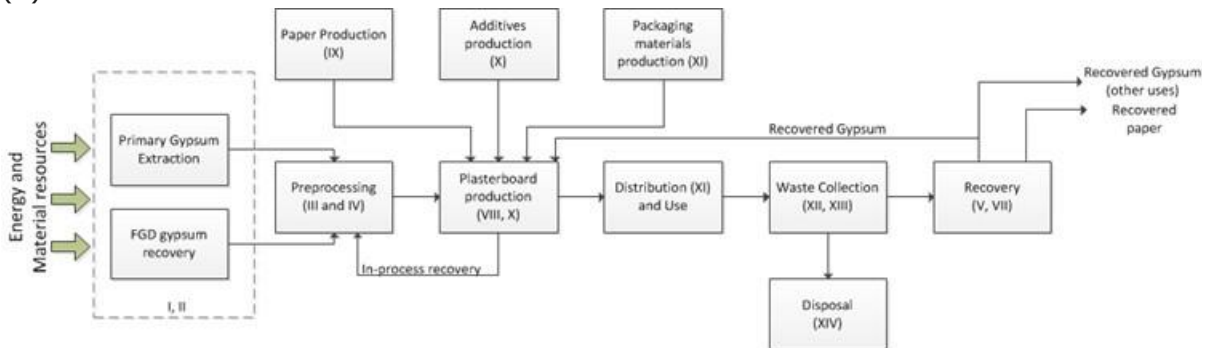 Paper Production
(IX)
Additives
production
(X)
Packaging
materials
production (XI)
Recovered Gypsum
(other uses)
Recovered
paper
Energy and
Material resources
Primary Gypsum
Extraction
Recovered Gypsum
Preprocessing
(III and IV)
Plasterboard
production
(VIII, X)
Distribution (XI)
and Use
Waste Collection
(XII, XIII)
Recovery
(V, VII)
FGD gypsum
recovery
In-process recovery
I, II
Disposal
(XIV)